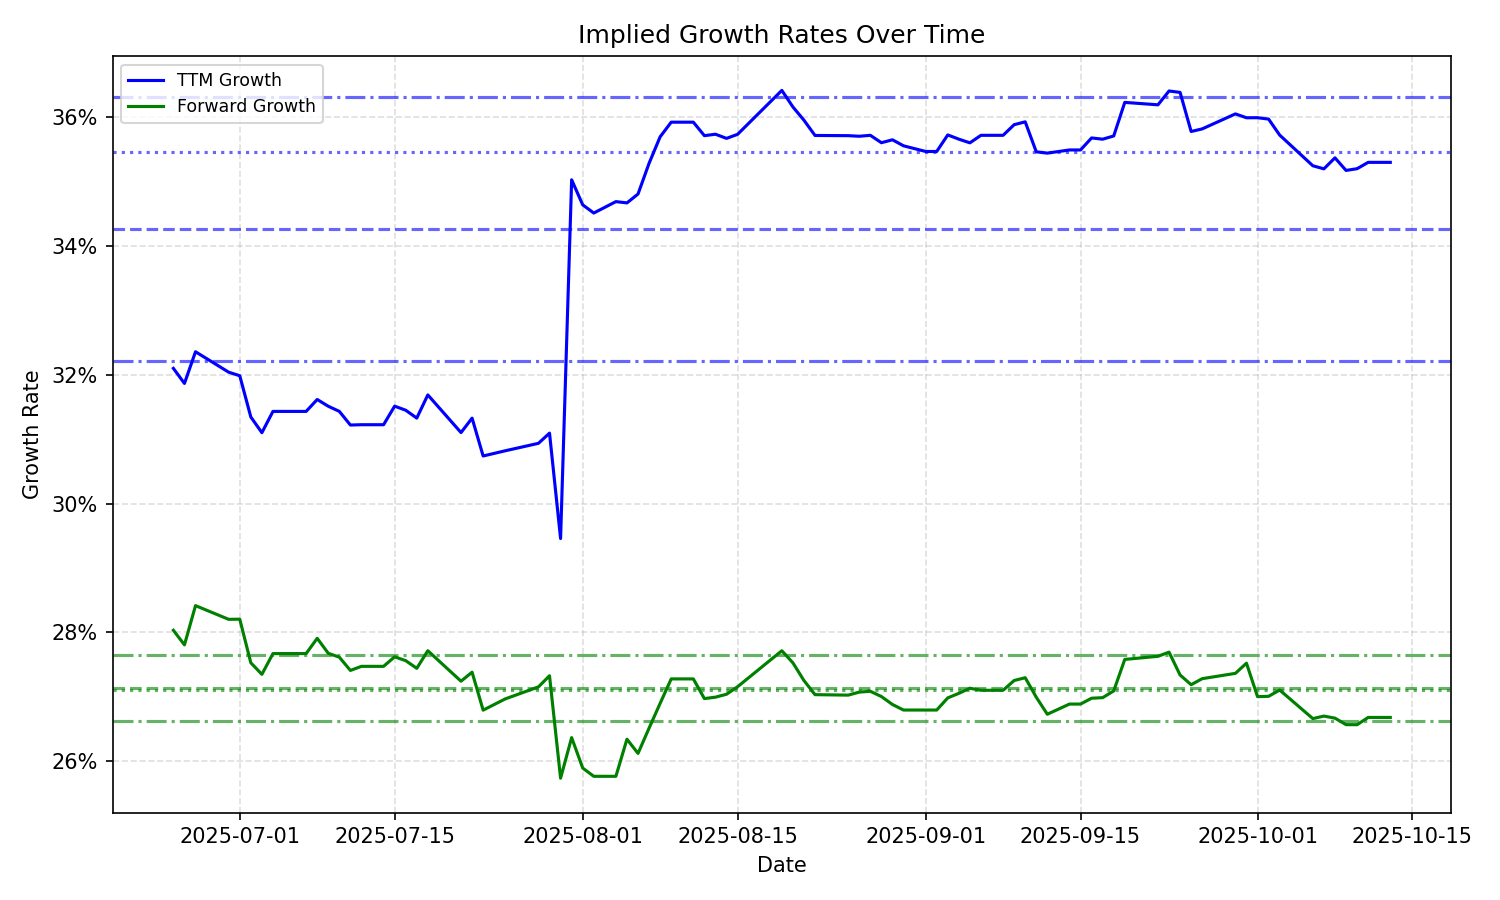 Implied Growth Rates Over Time
TTM Growth
Forward Growth
36%
34%
32%
30%
28%
26%
Growth Rate
2025-07-01
2025-07-15
2025-08-01
2025-08-15
2025-09-01
2025-09-15
2025-10-01
2025-10-15
Date